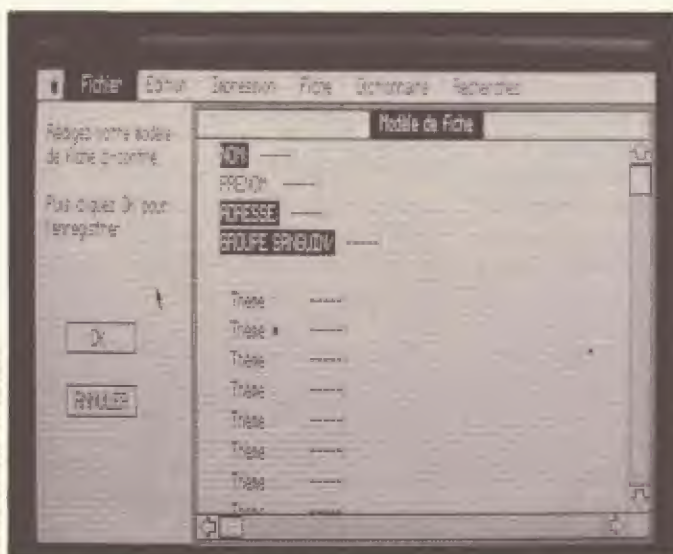 Fichier Edition Impression Fiche Dictionnaire Recherches
Rédigez votre modèle
de fiche ci-contre
Puis cliquez Ok pour
l'enregistrer
Ok
ANNULER
Modèle de fiche
NOM: -----
PRENOM -----
ADRESSE: -----
GROUPE SANGUIN/ -----
Thème -----
Thème -----
Thème -----
Thème -----
Thème -----
Thème -----
Thème -----
Thème